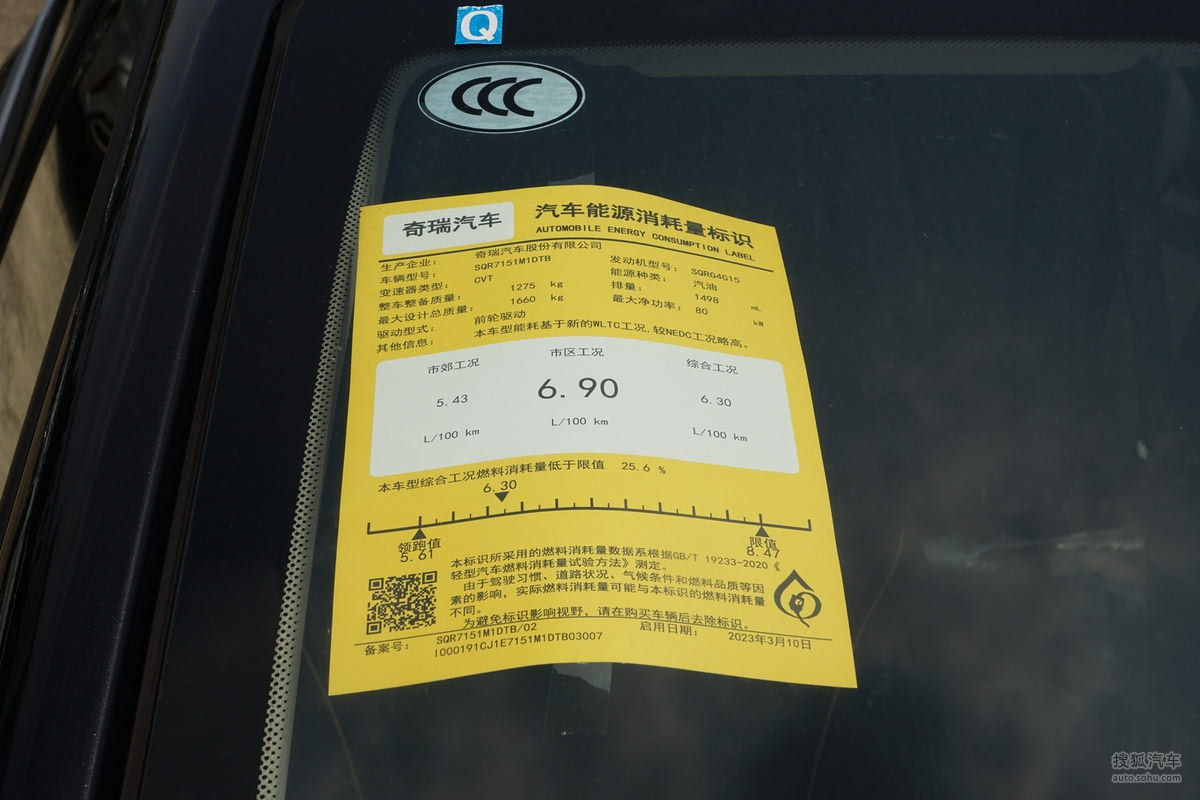 Q
CCC
奇瑞汽车
汽车能源消耗量标识
AUTOMOBILE ENERGY CONSUMPTION LABEL
生产企业: 奇瑞汽车股份有限公司
车辆型号: SQR7151M1DTB 发动机型号: SQRG4G15
变速器类型: CVT 能源种类: 汽油
整车整备质量: 1275 kg 排量: 1498 mL
最大设计总质量: 1660 kg 最大净功率: 80 kW
驱动型式: 前轮驱动
其他信息: 本车型能耗基于新的WLTC工况,较NEDC工况略高。
市郊工况 市区工况 综合工况
5.43 6.90 6.30
L/100 km L/100 km L/100 km
本车型综合工况燃料消耗量低于限值 25.6 %
6.30
领跑值 限值
5.61 8.47
本标识所采用的燃料消耗量数据系根据GB/T 19233-2020《
轻型汽车燃料消耗量试验方法》测定。
由于驾驶习惯、道路状况、气候条件和燃料品质等因
素的影响，实际燃料消耗量可能与本标识的燃料消耗量
不同。
为避免标识影响视野，请在购买车辆后去除标识。
备案号: SQR7151M1DTB/02 启用日期: 2023年3月10日
I000191CJ1E7151M1DTB03007
搜狐汽车
auto.sohu.com